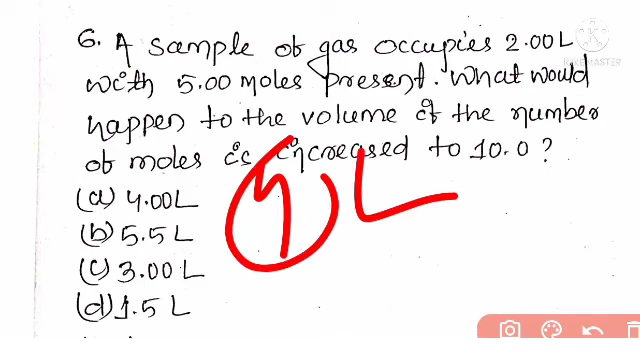 6. A sample of gas occupies 2.00L
with 5.00 moles present. What would
happen to the volume if the number
of moles is increased to 10.0?
(a) 4.00L
(b) 5.5 L
(c) 3.00 L
(d) 1.5 L
L
KINEMASTER